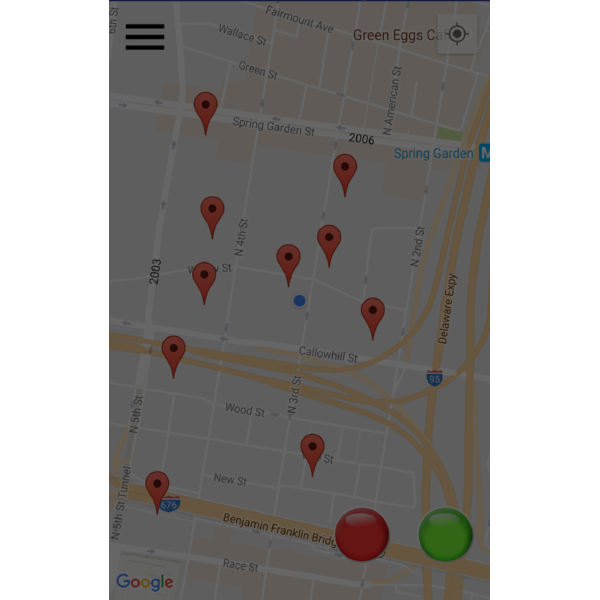 6th St
Fairmount Ave
Wallace St
Green Eggs Ca
Green St
N American St
Spring Garden St
2006
Spring Garden M
N 4th St
N 2nd St
St
2003
Delaware Expy
Callowhill St
95
N 3rd St
N 5th St
Wood St
St
New St
N 5th St Tunnel
676
Benjamin Franklin Bridg
Race St
Google